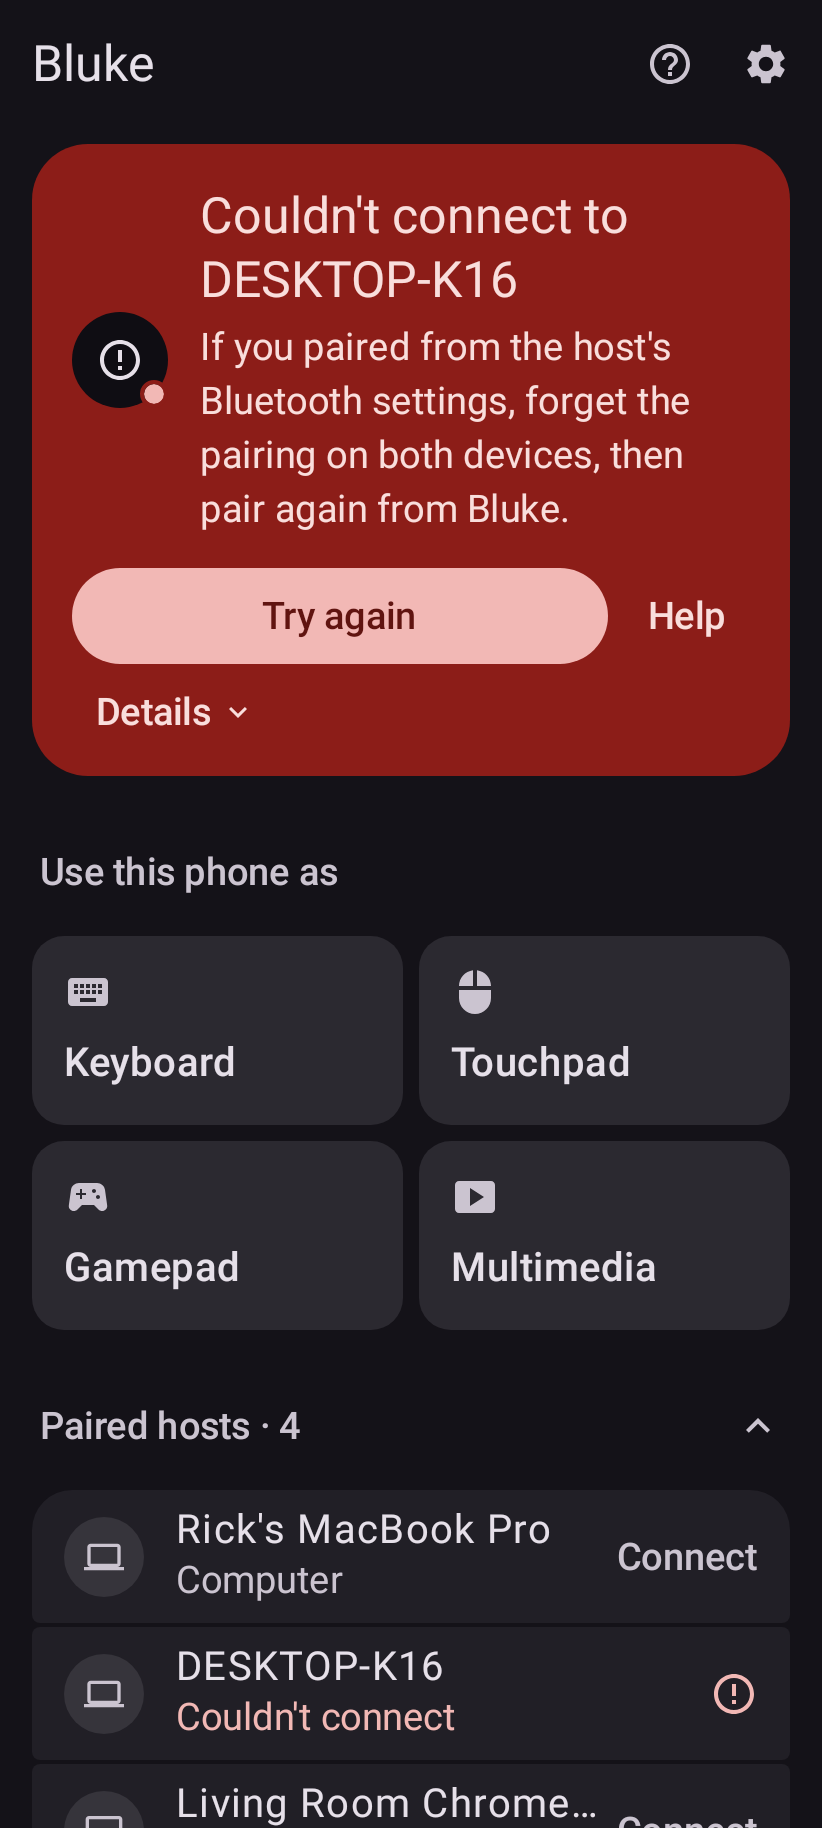 Bluke
Couldn't connect to
DESKTOP-K16
If you paired from the host's
Bluetooth settings, forget the
pairing on both devices, then
pair again from Bluke.
Try again
Help
Details
Use this phone as
Keyboard
Touchpad
Gamepad
Multimedia
Paired hosts · 4
Rick's MacBook Pro
Computer
Connect
DESKTOP-K16
Couldn't connect
Living Room Chrome…
Connect